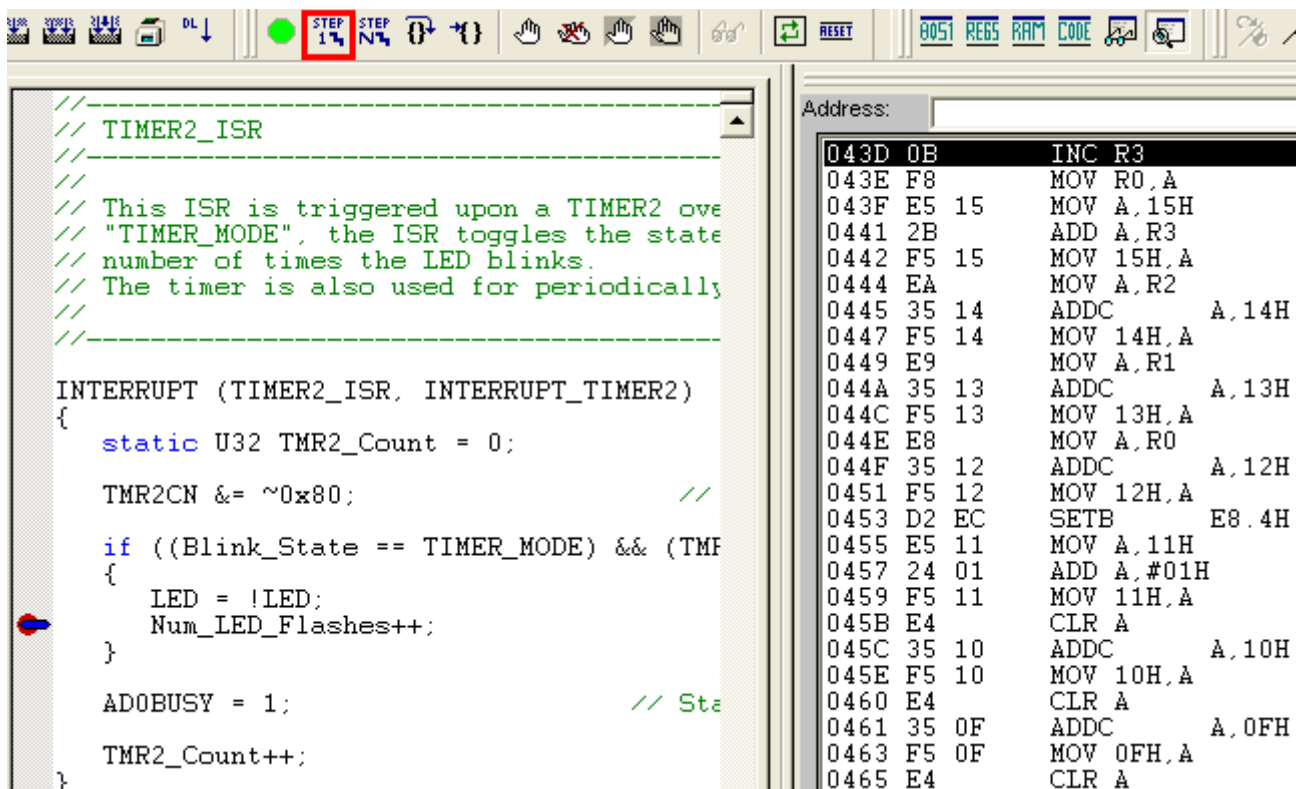 DL STEP 1 STEP N {} {} RESET 8051 REGS RAM CODE
//----------------------------------------
// TIMER2_ISR
//----------------------------------------
//
// This ISR is triggered upon a TIMER2 ove
// "TIMER_MODE", the ISR toggles the state
// number of times the LED blinks.
// The timer is also used for periodically
//
//----------------------------------------
INTERRUPT (TIMER2_ISR, INTERRUPT_TIMER2)
{
static U32 TMR2_Count = 0;
TMR2CN &= ~0x80; //
if ((Blink_State == TIMER_MODE) && (TMR
{
LED = !LED;
Num_LED_Flashes++;
}
AD0BUSY = 1; // Sta
TMR2_Count++;
}
Address:
043D 0B INC R3
043E F8 MOV R0,A
043F E5 15 MOV A,15H
0441 2B ADD A,R3
0442 F5 15 MOV 15H,A
0444 EA MOV A,R2
0445 35 14 ADDC A,14H
0447 F5 14 MOV 14H,A
0449 E9 MOV A,R1
044A 35 13 ADDC A,13H
044C F5 13 MOV 13H,A
044E E8 MOV A,R0
044F 35 12 ADDC A,12H
0451 F5 12 MOV 12H,A
0453 D2 EC SETB E8.4H
0455 E5 11 MOV A,11H
0457 24 01 ADD A,#01H
0459 F5 11 MOV 11H,A
045B E4 CLR A
045C 35 10 ADDC A,10H
045E F5 10 MOV 10H,A
0460 E4 CLR A
0461 35 0F ADDC A,0FH
0463 F5 0F MOV 0FH,A
0465 E4 CLR A